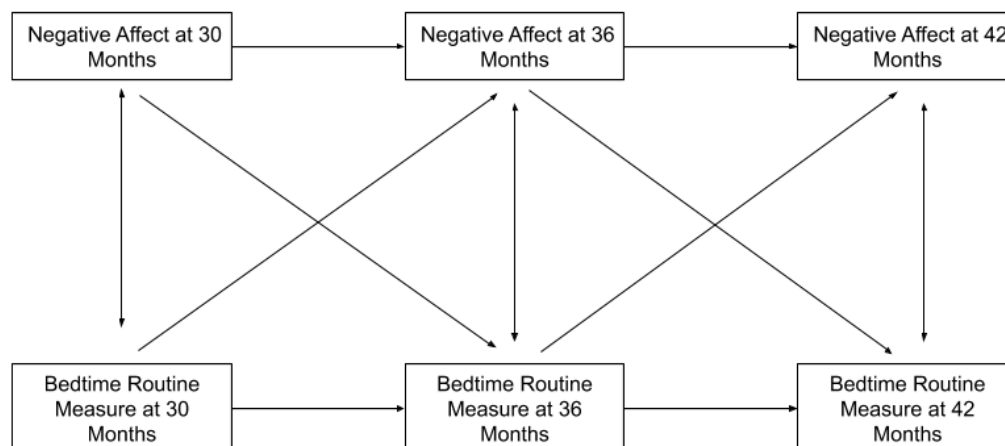 Negative Affect at 30
Months
Negative Affect at 36
Months
Negative Affect at 42
Months
Bedtime Routine
Measure at 30
Months
Bedtime Routine
Measure at 36
Months
Bedtime Routine
Measure at 42
Months